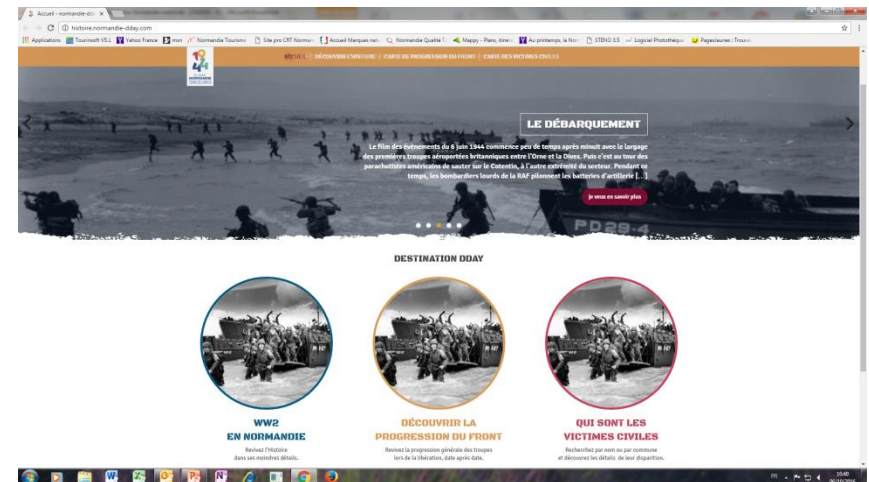 Accueil - normandie-dd
histoire.normandie-dday.com
Applications Tourinsoft V5.1 Yahoo France Normandie Tourisme Site pro CRT Norman Accueil Marques nati Normandie Qualité T Mappy - Plans, itinér Au printemps, la Nor STENO 3.5 Logiciel Photothèque PagesJaunes : Trouv
1944
ACCUEIL | DÉCOUVRIR L'HISTOIRE | CARTE DE PROGRESSION DU FRONT | CARTE DES VICTIMES CIVILES
LE DÉBARQUEMENT
Le film des événements du 6 juin 1944 commence peu de temps après minuit avec le largage
des premières troupes aéroportées britanniques entre l'Orne et la Dives. Puis c'est au tour des
parachutistes américains de sauter sur le Cotentin, à l'autre extrémité du secteur. Pendant ce
temps, les bombardiers lourds de la RAF pilonnent les batteries d'artillerie [...]
je veux en savoir plus
PD 29-4
DESTINATION DDAY
WW2
EN NORMANDIE
Revivez l'Histoire
dans ses moindres détails.
DÉCOUVRIR LA
PROGRESSION DU FRONT
Revivez la progression générale des troupes
lors de la libération, date après date.
QUI SONT LES
VICTIMES CIVILES
Recherchez par nom ou par commune
et découvrez les détails de leur disparition.
FR
10:40
06/10/2016